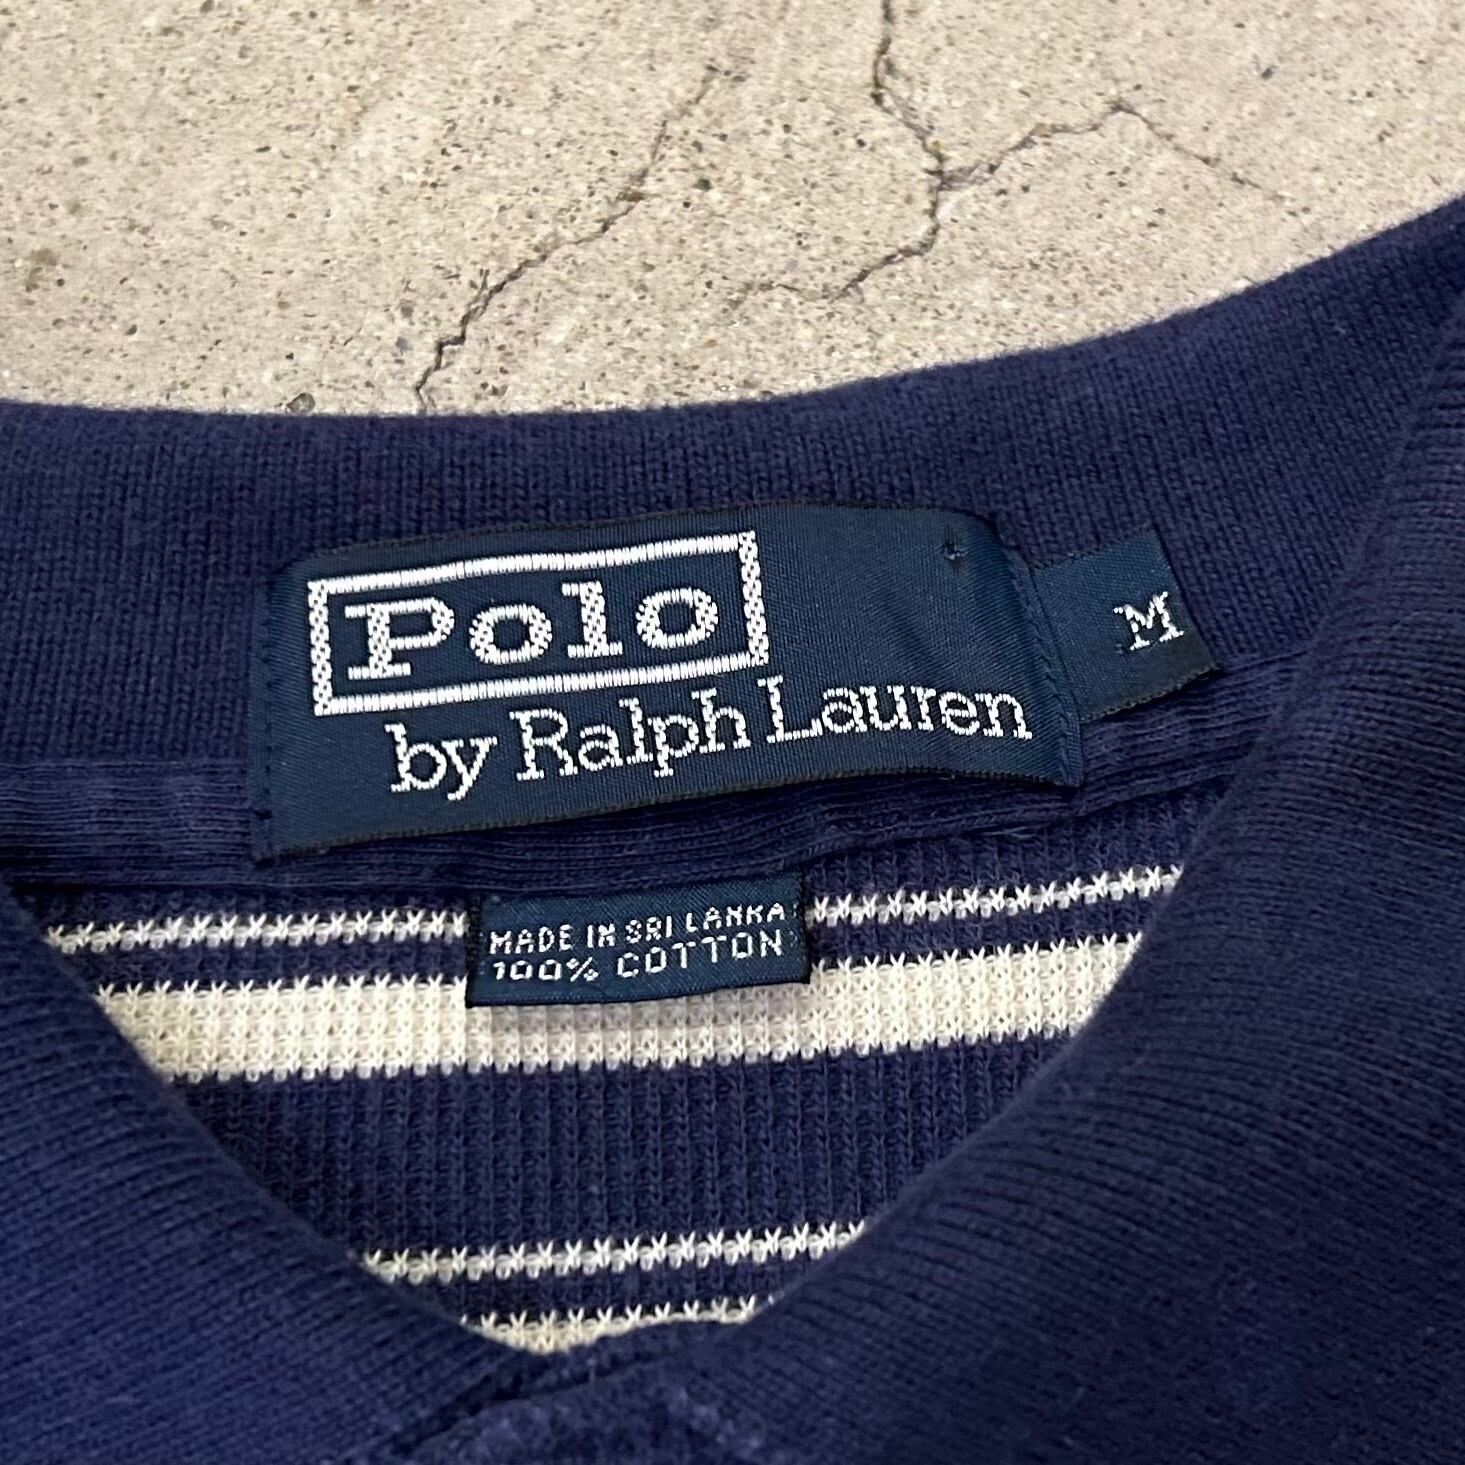 Polo
by Ralph Lauren
M
MADE IN SRI LANKA
100% COTTON